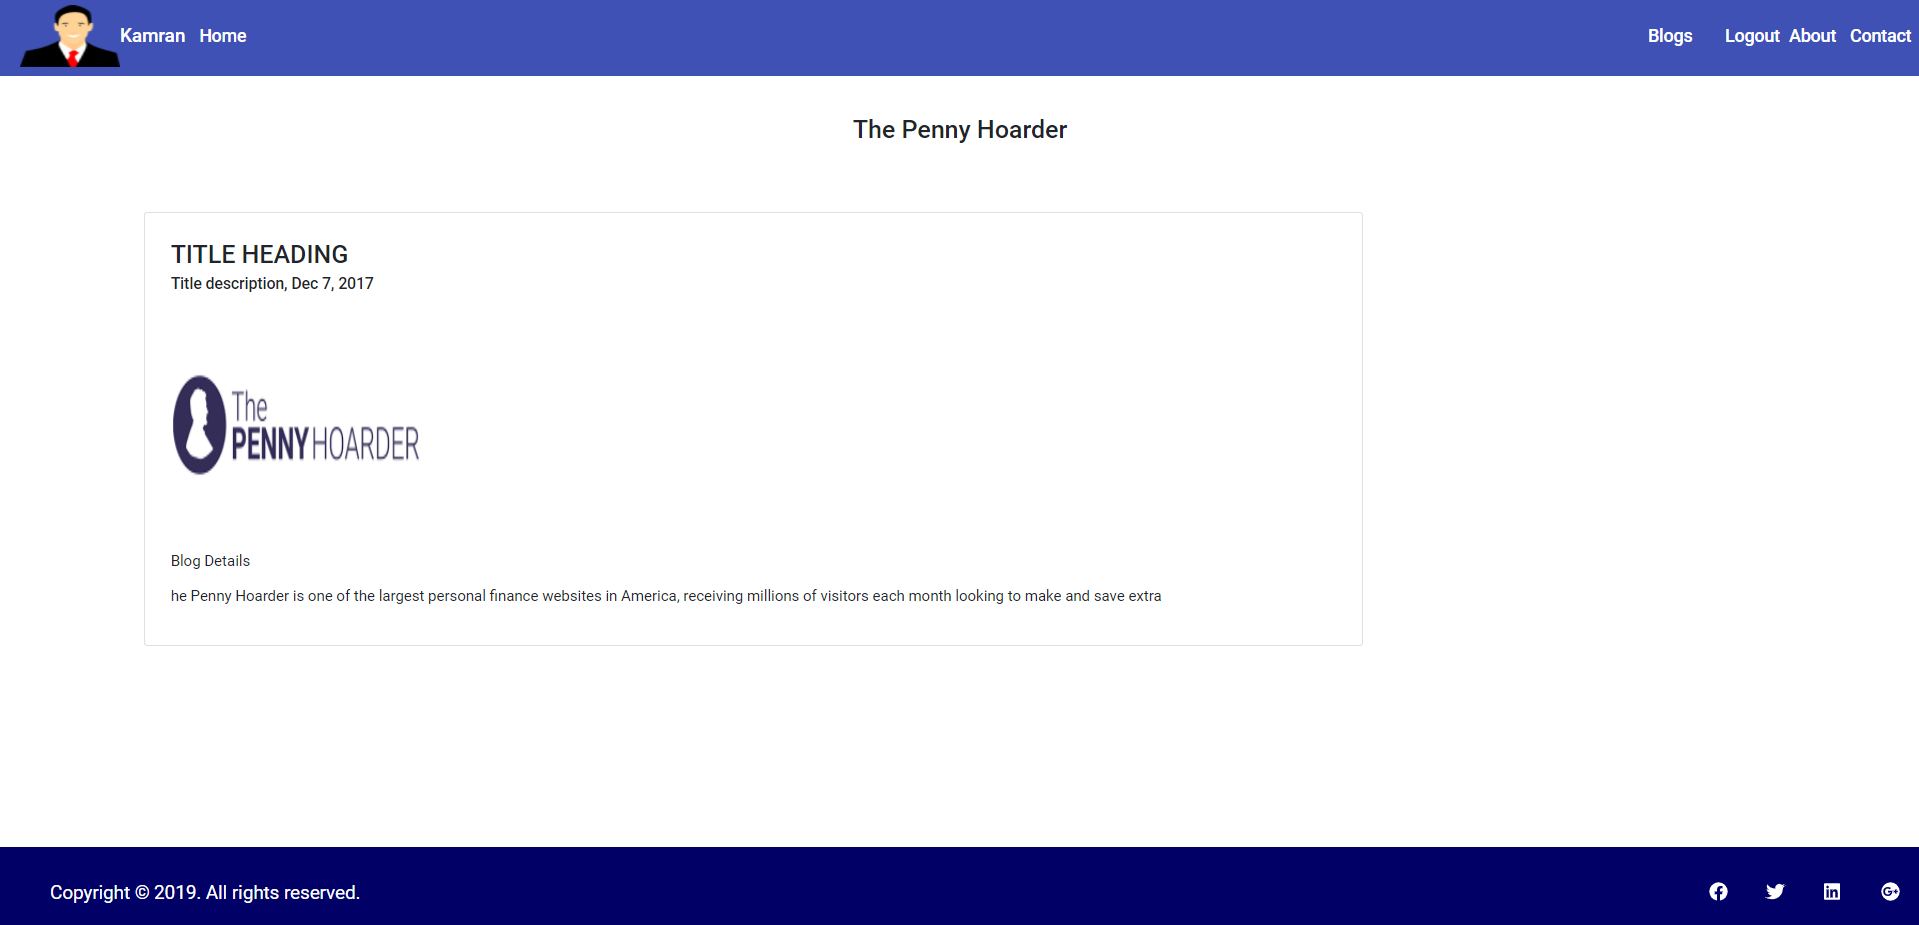 Kamran Home Blogs Logout About Contact
The Penny Hoarder
TITLE HEADING
Title description, Dec 7, 2017
The
PENNYHOARDER
Blog Details
he Penny Hoarder is one of the largest personal finance websites in America, receiving millions of visitors each month looking to make and save extra
Copyright © 2019. All rights reserved.